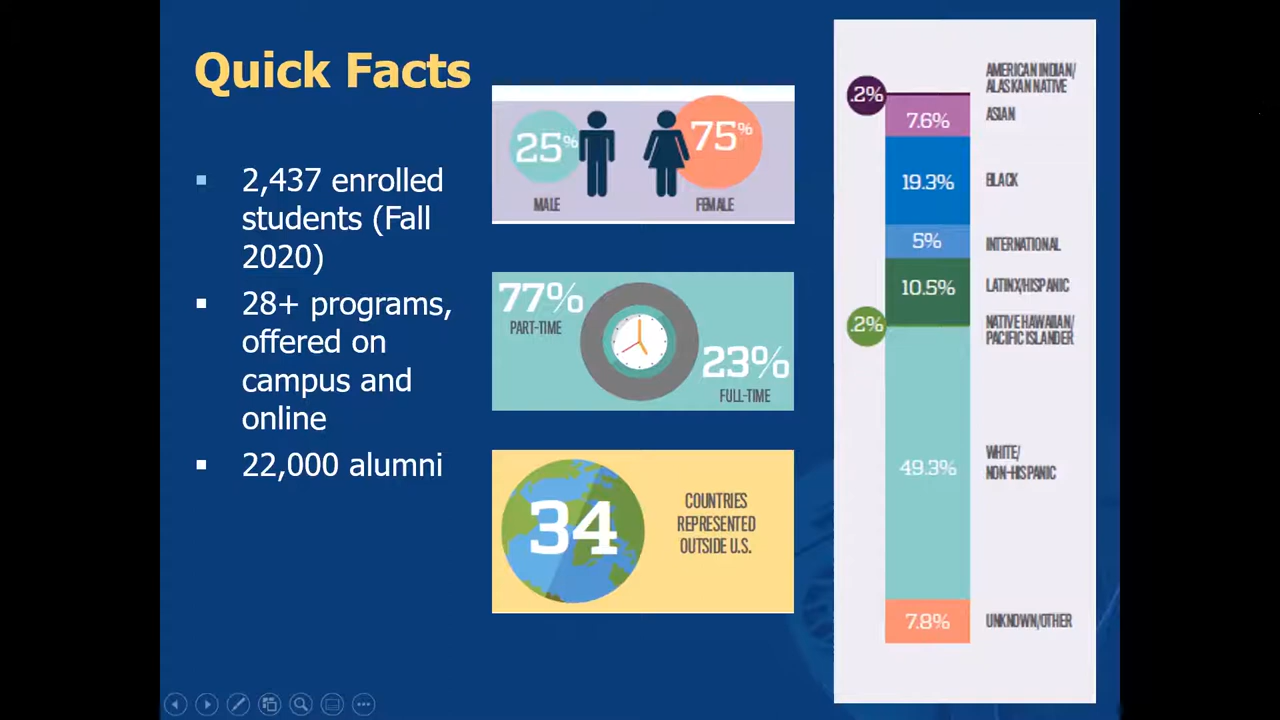 Quick Facts
2,437 enrolled
students (Fall
2020)
28+ programs,
offered on
campus and
online
22,000 alumni
25%
75%
MALE
FEMALE
77%
PART-TIME
23%
FULL-TIME
34
COUNTRIES
REPRESENTED
OUTSIDE U.S.
.2%
AMERICAN INDIAN/
ALASKAN NATIVE
7.6%
ASIAN
19.3%
BLACK
5%
INTERNATIONAL
10.5%
LATINX/HISPANIC
.2%
NATIVE HAWAIIAN/
PACIFIC ISLANDER
49.3%
WHITE/
NON-HISPANIC
7.8%
UNKNOWN/OTHER